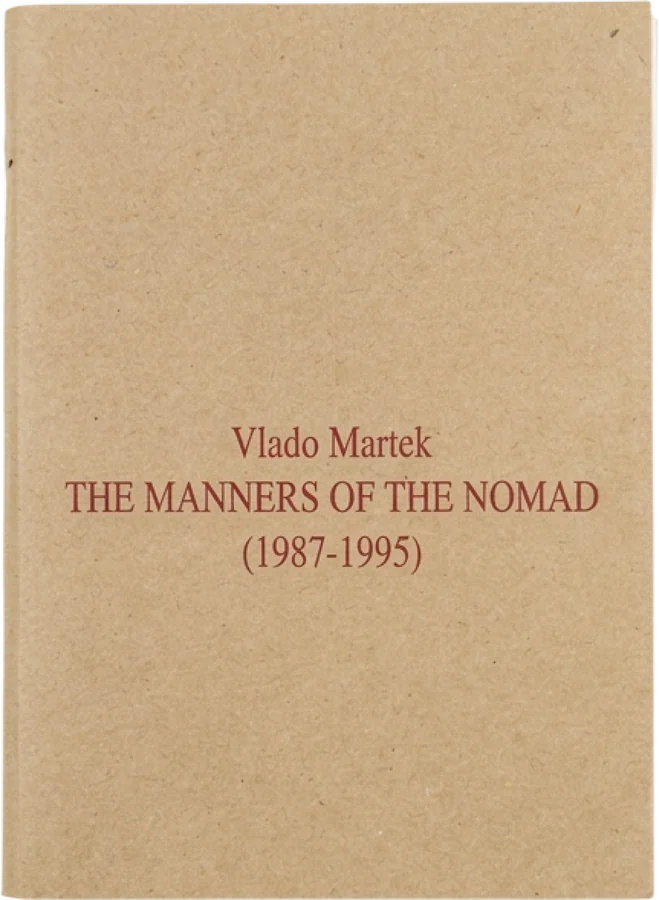 Vlado Martek
THE MANNERS OF THE NOMAD
(1987-1995)